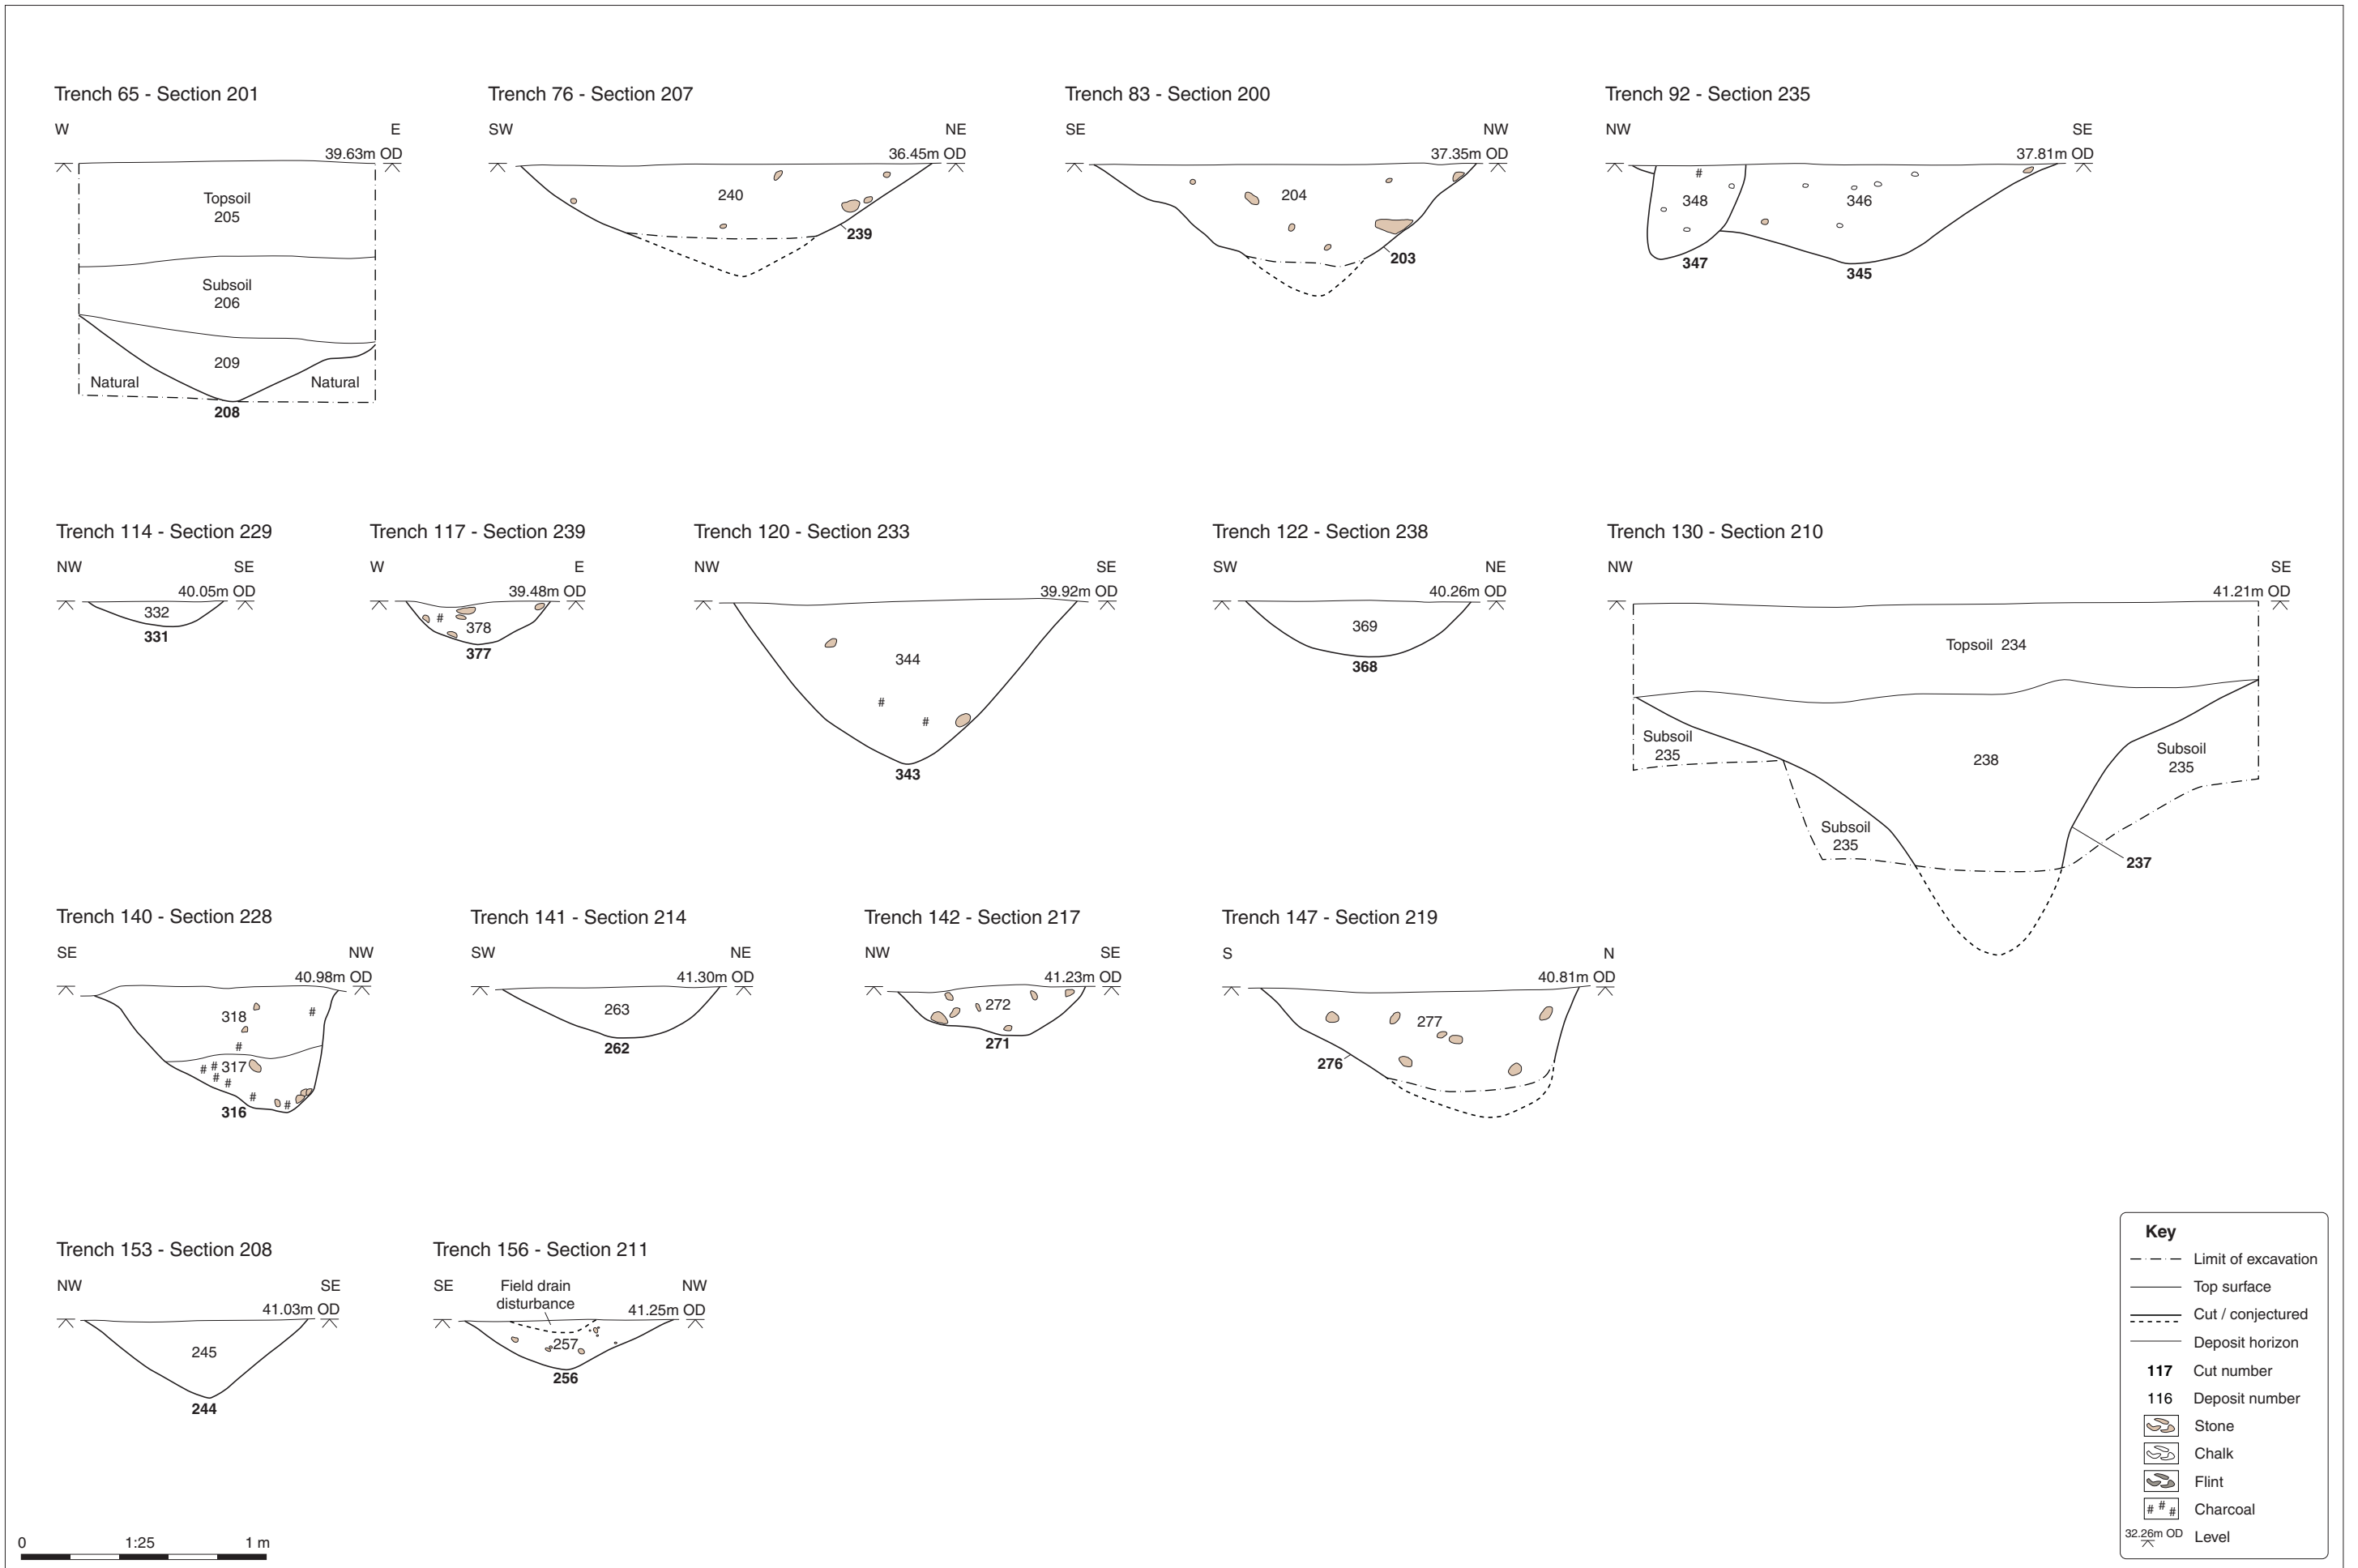 Trench 65 - Section 201
W
E
39.63m OD
Topsoil
205
Subsoil
206
209
Natural
Natural
208
Trench 76 - Section 207
SW
NE
36.45m OD
240
239
Trench 83 - Section 200
SE
NW
37.35m OD
204
203
Trench 92 - Section 235
NW
SE
37.81m OD
#
348
346
347
345
Trench 114 - Section 229
NW
SE
40.05m OD
332
331
Trench 117 - Section 239
W
E
39.48m OD
#
378
377
Trench 120 - Section 233
NW
SE
39.92m OD
344
#
#
343
Trench 122 - Section 238
SW
NE
40.26m OD
369
368
Trench 130 - Section 210
NW
SE
41.21m OD
Topsoil 234
Subsoil
235
238
Subsoil
235
Subsoil
235
237
Trench 140 - Section 228
SE
NW
40.98m OD
318
#
#
# # 317
# #
# #
316
Trench 141 - Section 214
SW
NE
41.30m OD
263
262
Trench 142 - Section 217
NW
SE
41.23m OD
272
271
Trench 147 - Section 219
S
N
40.81m OD
277
276
Trench 153 - Section 208
NW
SE
41.03m OD
245
244
Trench 156 - Section 211
SE
Field drain
disturbance
NW
41.25m OD
257
256
Key
Limit of excavation
Top surface
Cut / conjectured
Deposit horizon
117 Cut number
116 Deposit number
Stone
Chalk
Flint
# # # Charcoal
32.26m OD Level
0 1:25 1 m